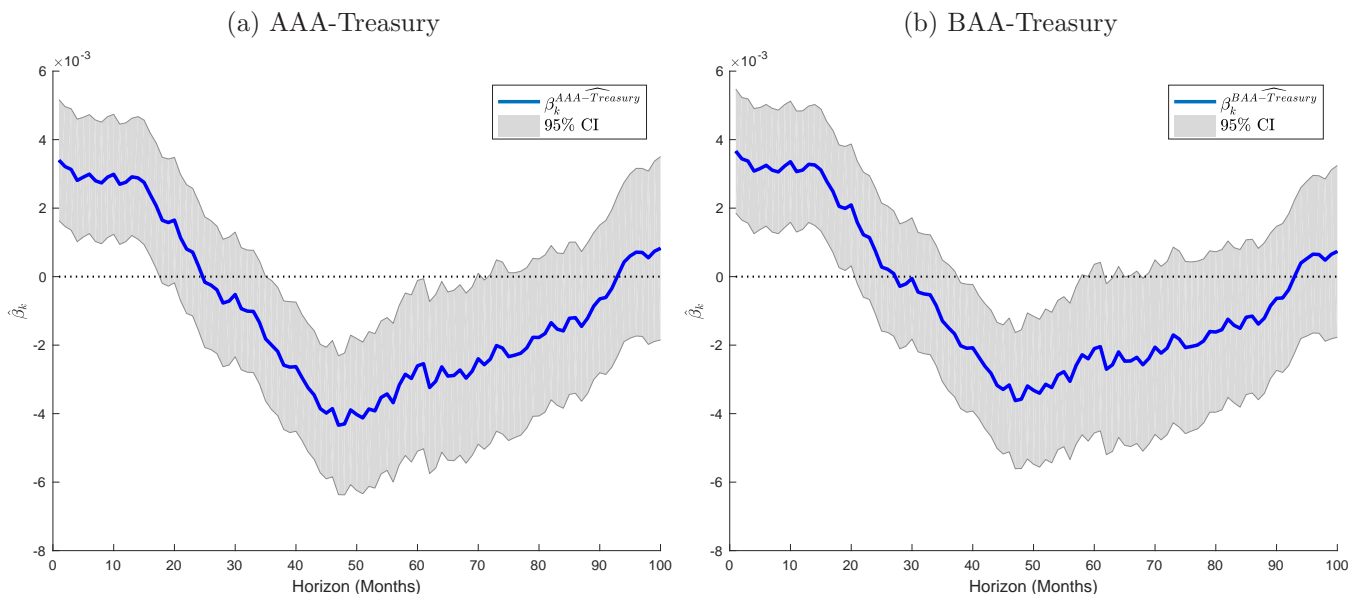 (a) AAA-Treasury
×10⁻³
6
4
2
0
-2
-4
-6
-8
β̂ₖ
0 10 20 30 40 50 60 70 80 90 100
Horizon (Months)
βₖ^AAA−Treasury
95% CI
(b) BAA-Treasury
×10⁻³
6
4
2
0
-2
-4
-6
-8
β̂ₖ
0 10 20 30 40 50 60 70 80 90 100
Horizon (Months)
βₖ^BAA−Treasury
95% CI